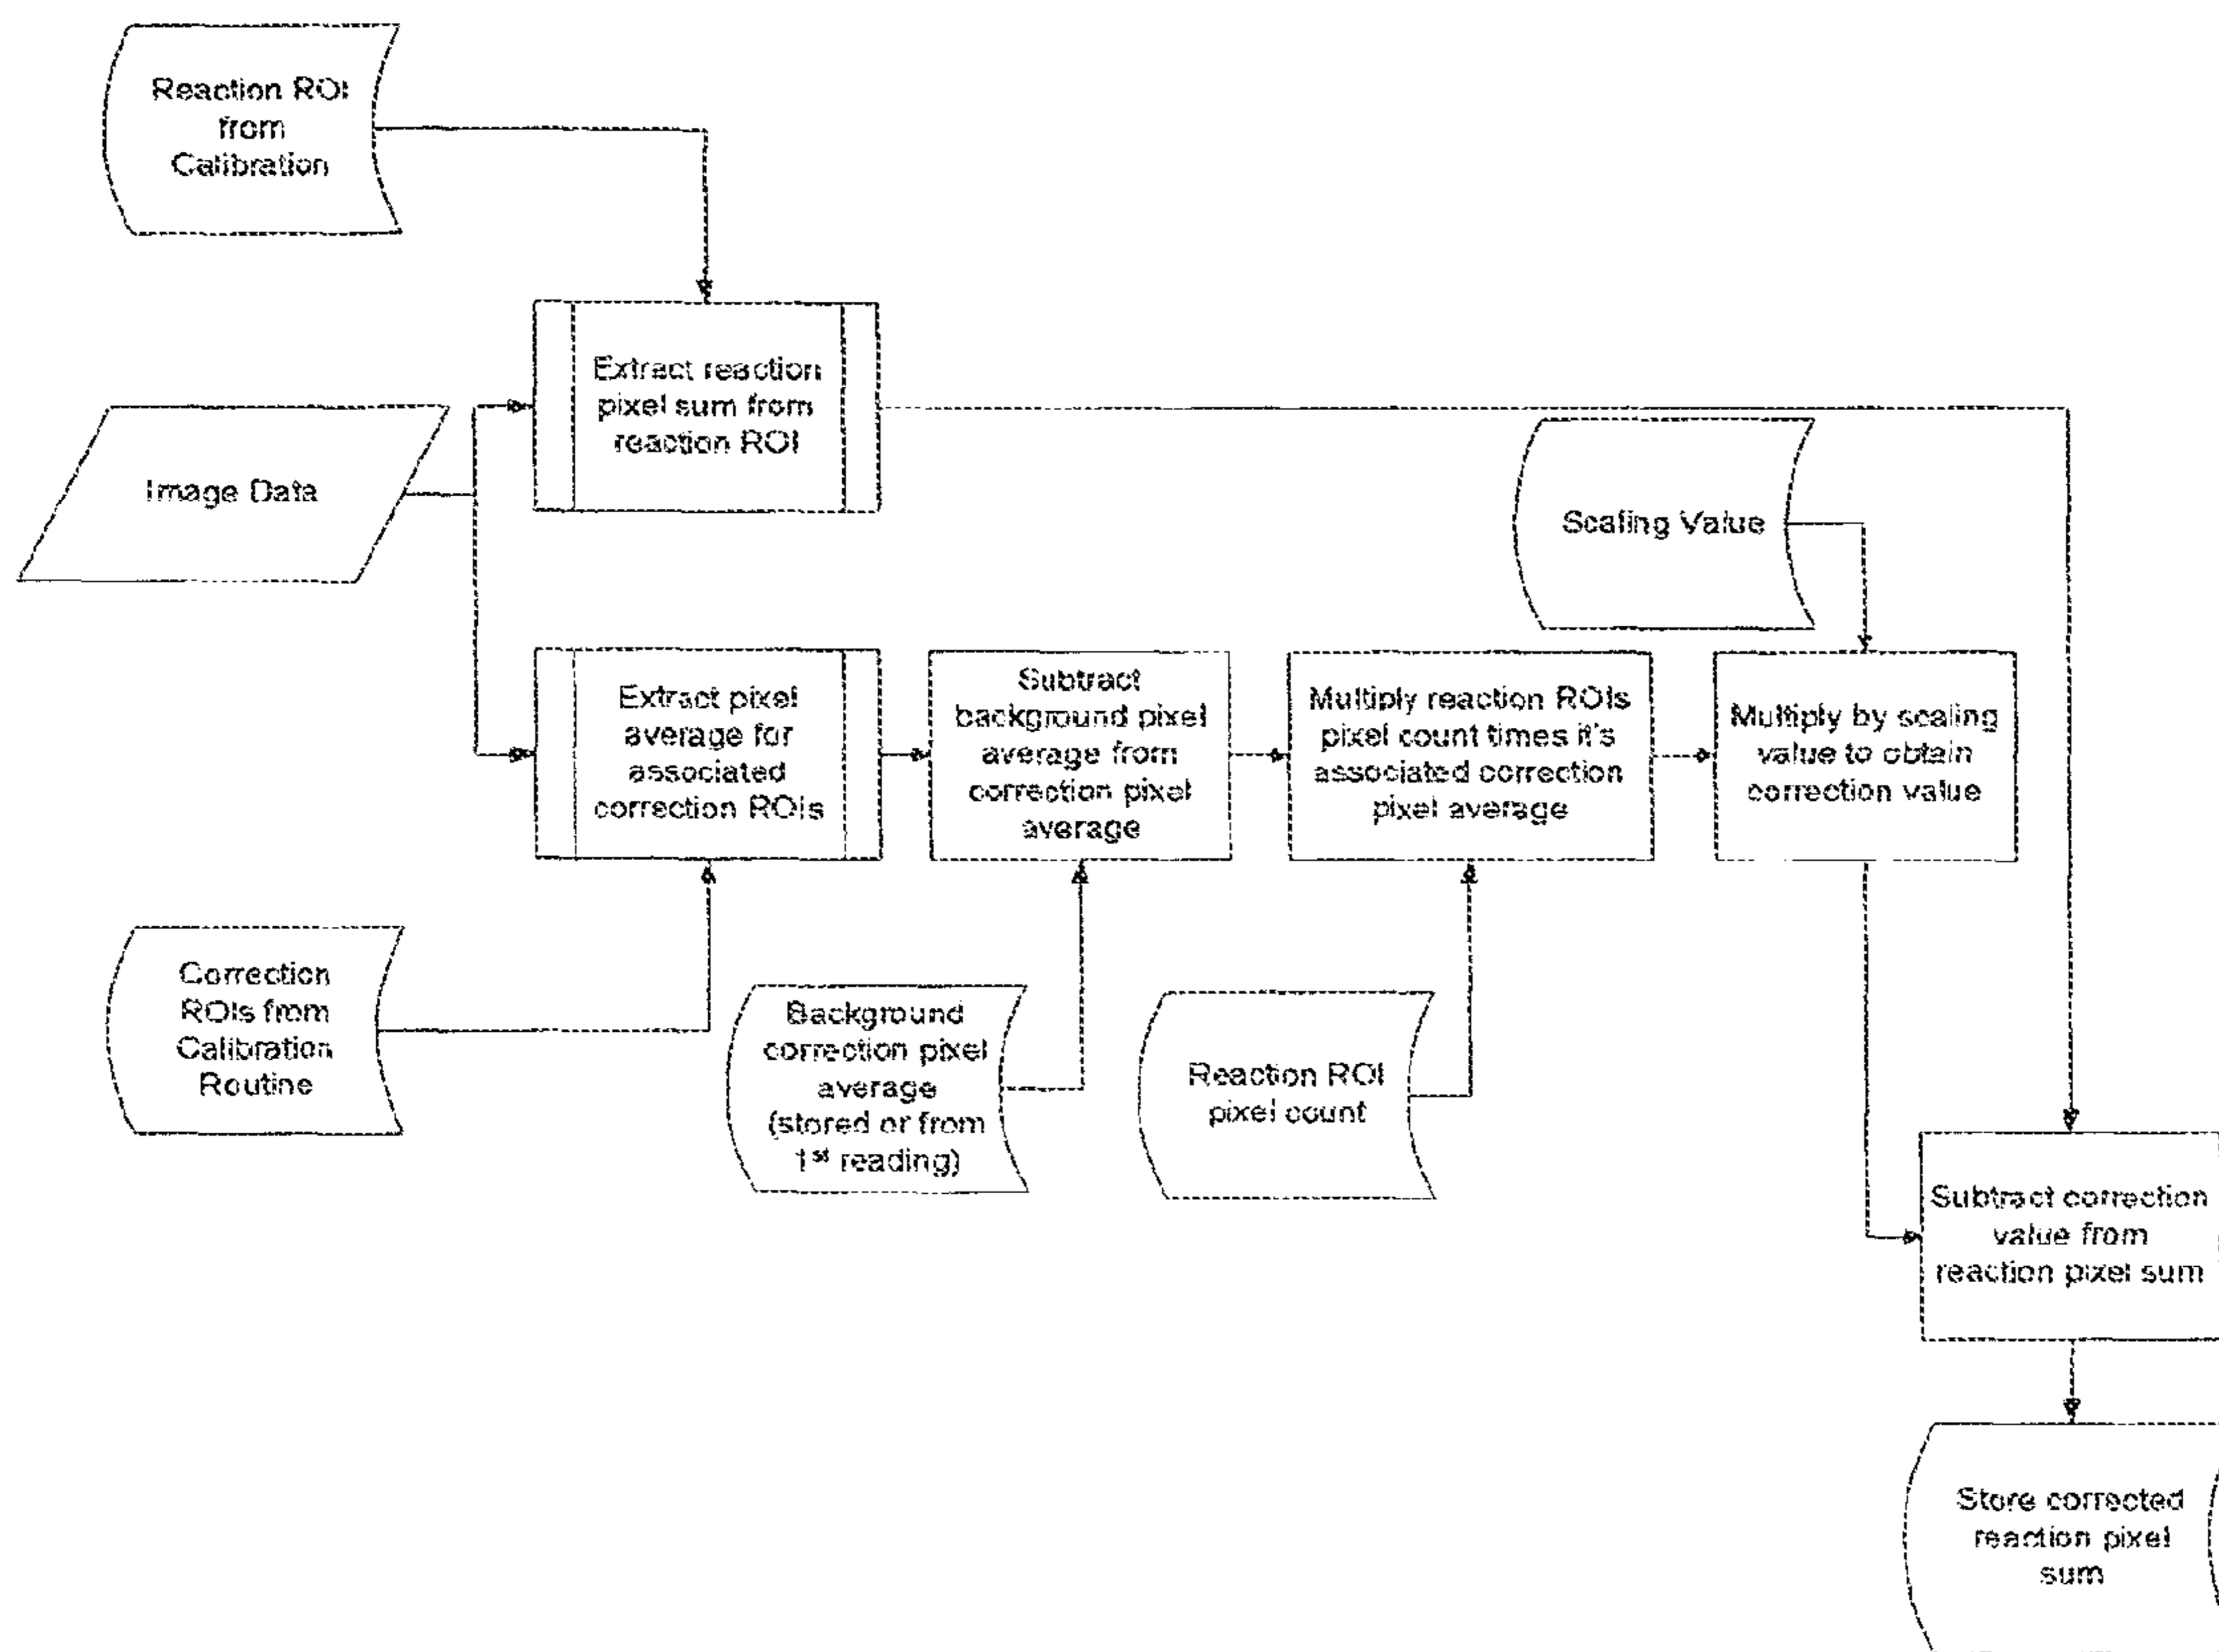 Reaction ROI
from
Calibration
Extract reaction
pixel sum from
reaction ROI
Image Data
Scaling Value
Extract pixel
average for
associated
correction ROIs
Subtract
background pixel
average from
correction pixel
average
Multiply reaction ROIs
pixel count times it's
associated correction
pixel average
Multiply by scaling
value to obtain
correction value
Correction
ROIs from
Calibration
Routine
Background
correction pixel
average
(stored or from
1st reading)
Reaction ROI
pixel count
Subtract correction
value from
reaction pixel sum
Store corrected
reaction pixel
sum